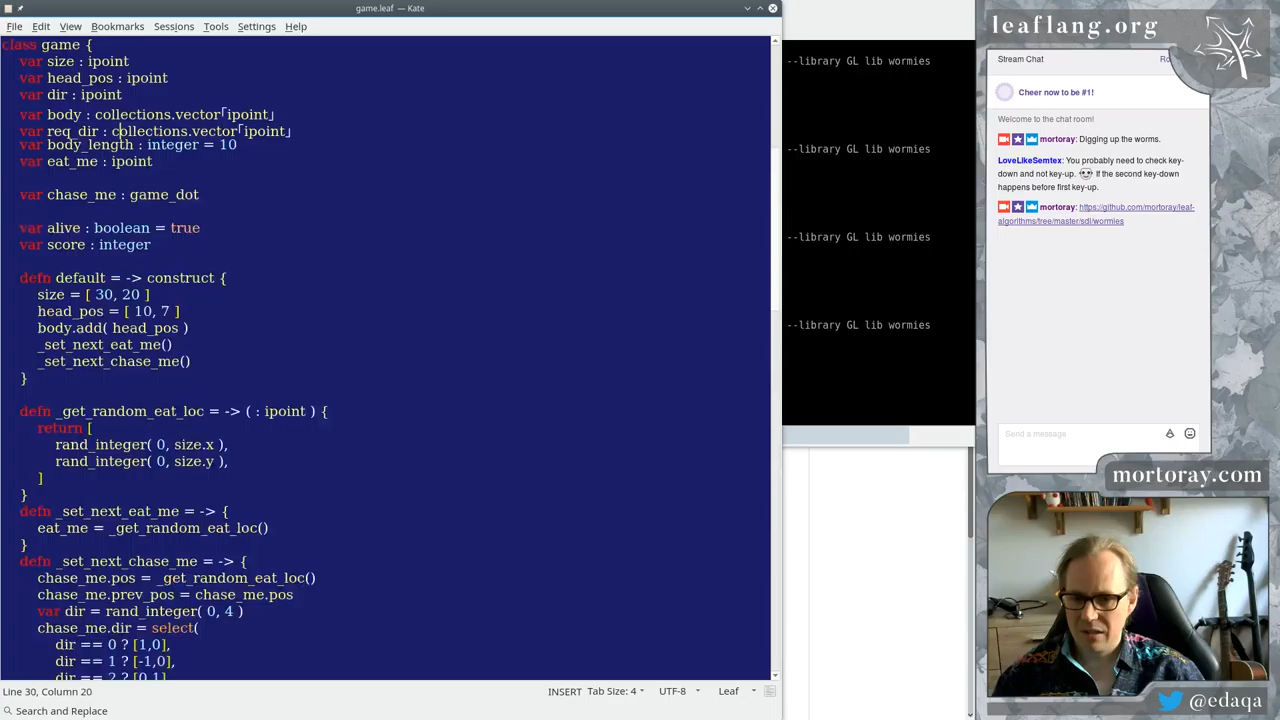 game.leaf — Kate
File Edit View Bookmarks Sessions Tools Settings Help
class game {
var size : ipoint
var head_pos : ipoint
var dir : ipoint
var body : collections.vector｢ipoint｣
var req_dir : collections.vector｢ipoint｣
var body_length : integer = 10
var eat_me : ipoint
var chase_me : game_dot
var alive : boolean = true
var score : integer
defn default = -> construct {
size = [ 30, 20 ]
head_pos = [ 10, 7 ]
body.add( head_pos )
_set_next_eat_me()
_set_next_chase_me()
}
defn _get_random_eat_loc = -> ( : ipoint ) {
return [
rand_integer( 0, size.x ),
rand_integer( 0, size.y ),
]
}
defn _set_next_eat_me = -> {
eat_me = _get_random_eat_loc()
}
defn _set_next_chase_me = -> {
chase_me.pos = _get_random_eat_loc()
chase_me.prev_pos = chase_me.pos
var dir = rand_integer( 0, 4 )
chase_me.dir = select(
dir == 0 ? [1,0],
dir == 1 ? [-1,0],
dir == 2 ? [0,1]
Line 30, Column 20
INSERT Tab Size: 4 UTF-8 Leaf
Search and Replace
--library GL lib wormies
--library GL lib wormies
--library GL lib wormies
--library GL lib wormies
leaflang.org
Stream Chat
Ro
Cheer now to be #1!
Welcome to the chat room!
mortoray: Digging up the worms.
LoveLikeSemtex: You probably need to check key-
down and not key-up. If the second key-down
happens before first key-up.
mortoray: https://github.com/mortoray/leaf-
algorithms/tree/master/sdl/wormies
Send a message
mortoray.com
@edaqa